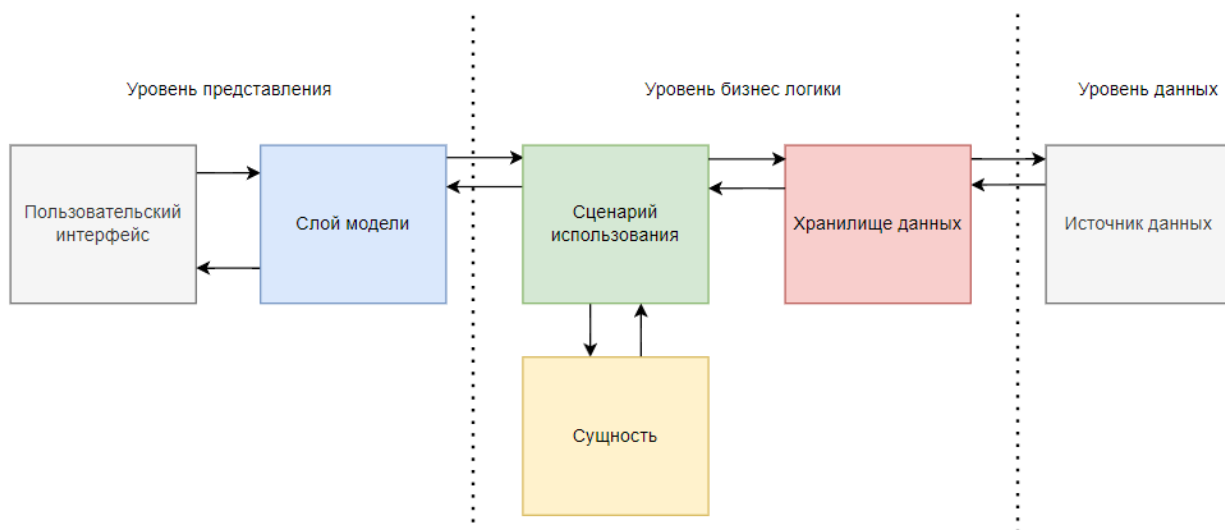 Уровень представления
Уровень бизнес логики
Уровень данных
Пользовательский
интерфейс
Слой модели
Сценарий
использования
Хранилище данных
Источник данных
Сущность